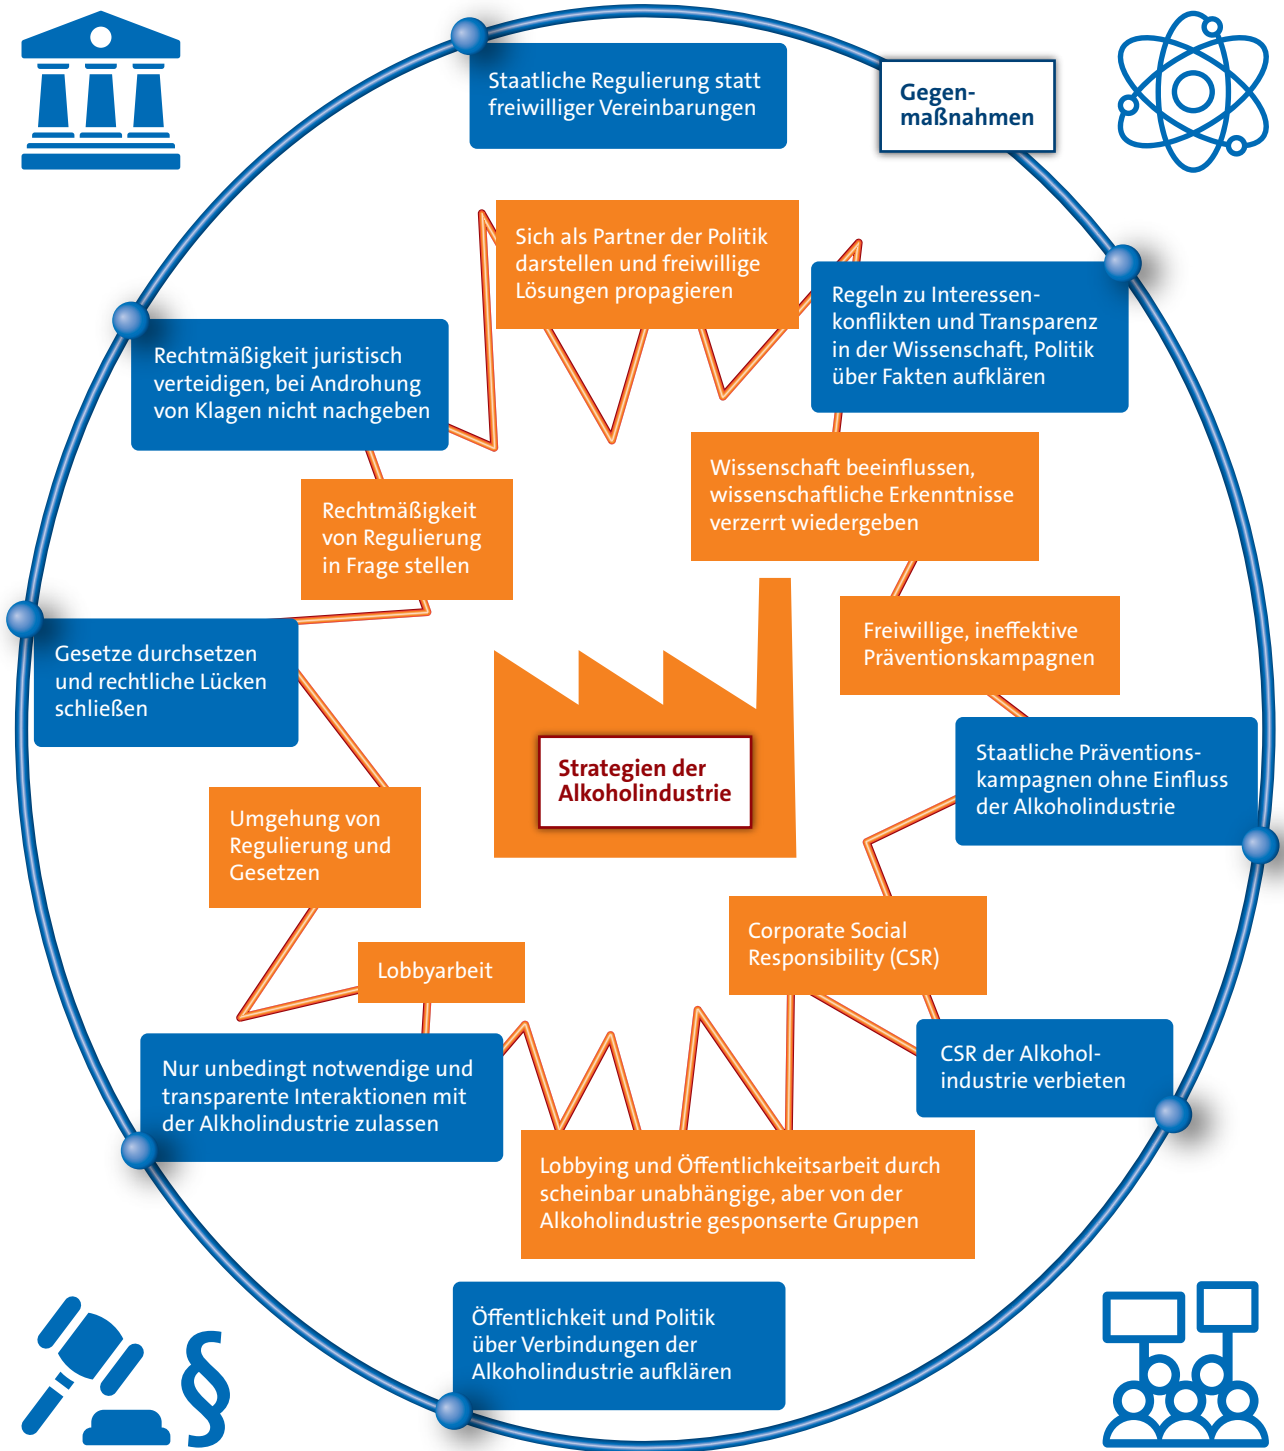 Staatliche Regulierung statt
freiwilliger Vereinbarungen
Gegen-
maßnahmen
Sich als Partner der Politik
darstellen und freiwillige
Lösungen propagieren
Regeln zu Interessen-
konflikten und Transparenz
in der Wissenschaft, Politik
über Fakten aufklären
Rechtmäßigkeit juristisch
verteidigen, bei Androhung
von Klagen nicht nachgeben
Wissenschaft beeinflussen,
wissenschaftliche Erkenntnisse
verzerrt wiedergeben
Rechtmäßigkeit
von Regulierung
in Frage stellen
Freiwillige, ineffektive
Präventionskampagnen
Gesetze durchsetzen
und rechtliche Lücken
schließen
Strategien der
Alkoholindustrie
Staatliche Präventions-
kampagnen ohne Einfluss
der Alkoholindustrie
Umgehung von
Regulierung und
Gesetzen
Corporate Social
Responsibility (CSR)
Lobbyarbeit
CSR der Alkohol-
industrie verbieten
Nur unbedingt notwendige und
transparente Interaktionen mit
der Alkholindustrie zulassen
Lobbying und Öffentlichkeitsarbeit durch
scheinbar unabhängige, aber von der
Alkoholindustrie gesponserte Gruppen
Öffentlichkeit und Politik
über Verbindungen der
Alkoholindustrie aufklären
§